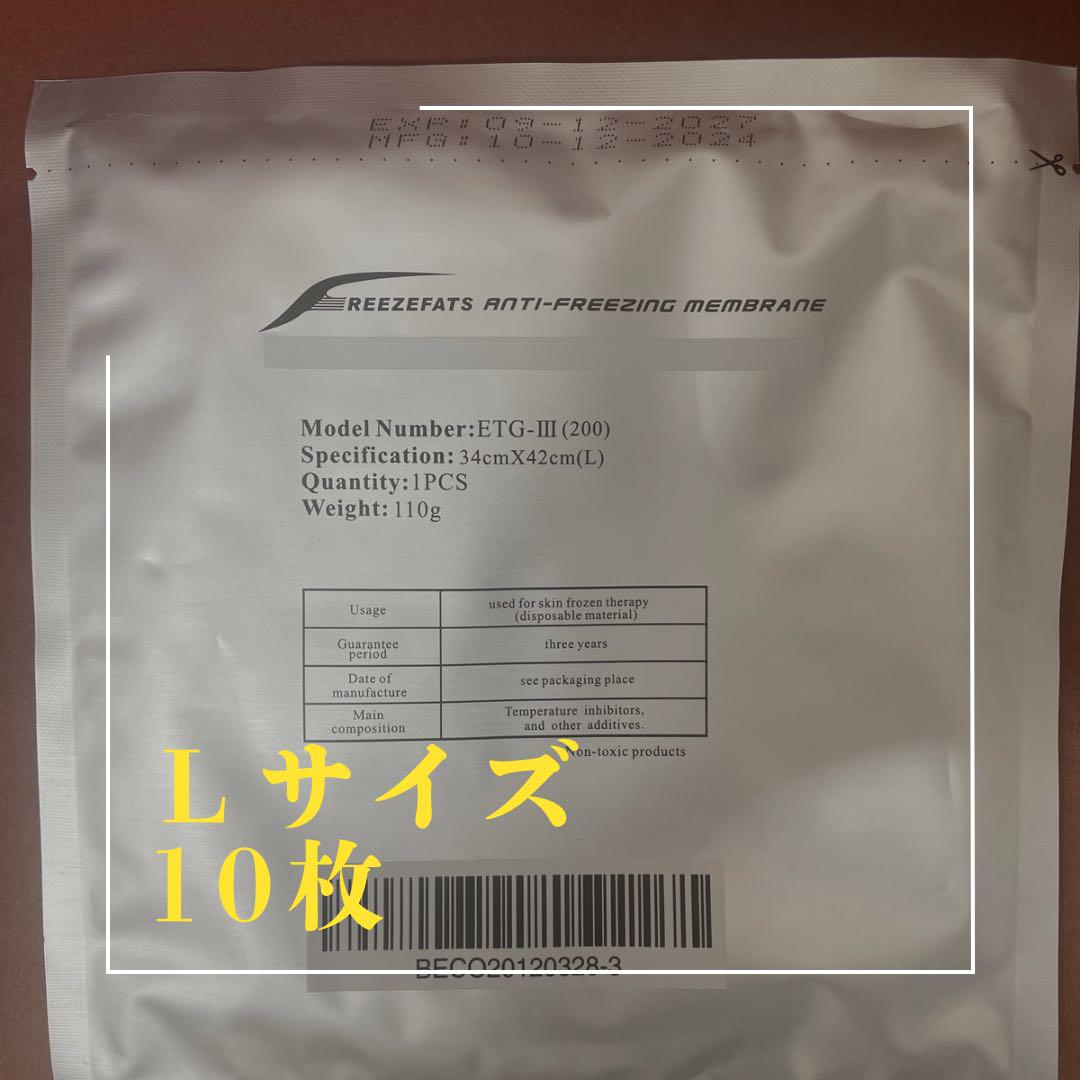 EXP: 09-12-2027
MFG: 10-12-2024
FREEZEFATS ANTI-FREEZING MEMBRANE
Model Number:ETG-III(200)
Specification: 34cmX42cm(L)
Quantity:1PCS
Weight: 110g
Usage
used for skin frozen therapy
(disposable material)
Guarantee
period
three years
Date of
manufacture
see packaging place
Main
composition
Temperature inhibitors,
and other additives.
Non-toxic products
Lサイズ
10枚
BECO20120328-3